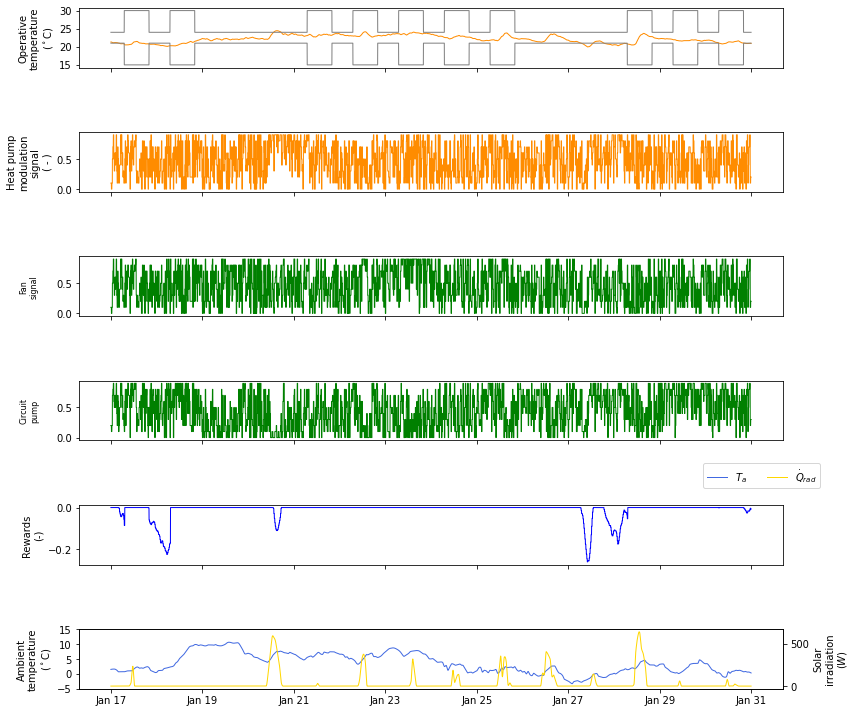 Operative
temperature
(°C)
30
25
20
15
Heat pump
modulation
signal
( - )
0.5
0.0
Fan
signal
0.5
0.0
Circuit
pump
0.5
0.0
T_a
Q̇_rad
Rewards
(-)
0.0
−0.2
Ambient
temperature
(°C)
15
10
5
0
−5
500
0
Solar
irradiation
(W)
Jan 17
Jan 19
Jan 21
Jan 23
Jan 25
Jan 27
Jan 29
Jan 31